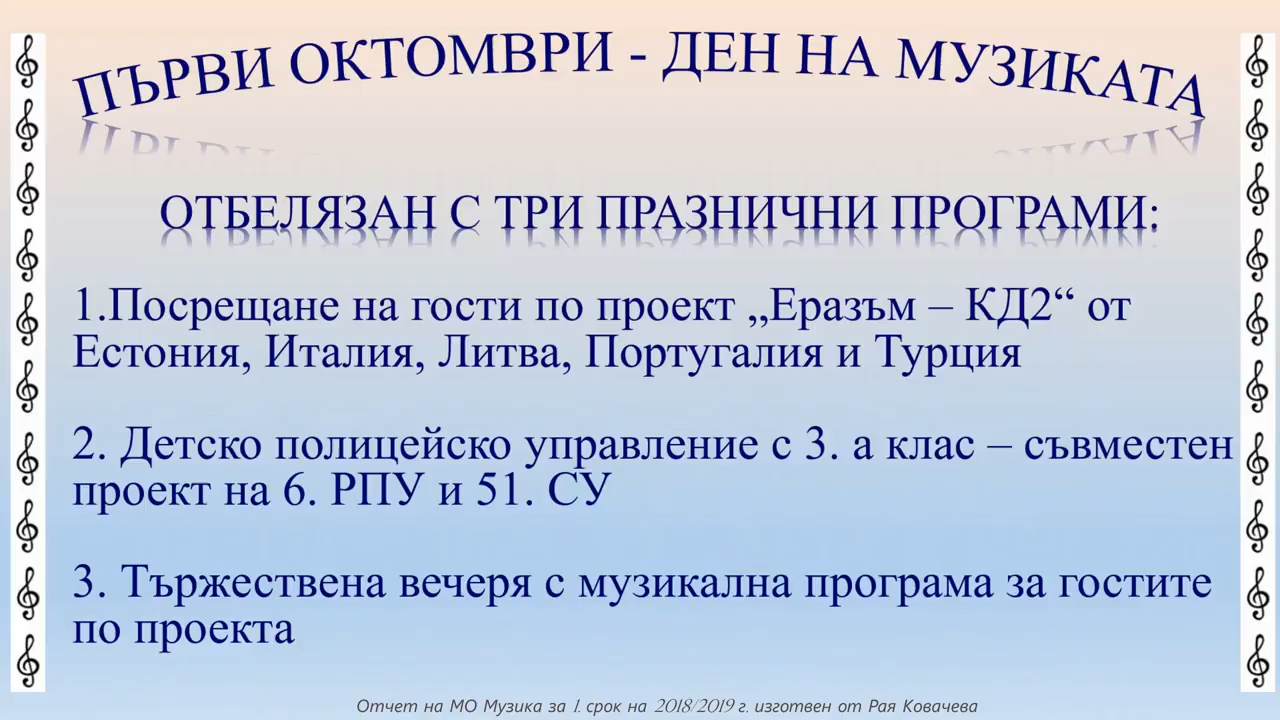 ПЪРВИ ОКТОМВРИ - ДЕН НА МУЗИКАТА
ОТБЕЛЯЗАН С ТРИ ПРАЗНИЧНИ ПРОГРАМИ:
1.Посрещане на гости по проект „Еразъм – КД2“ от
Естония, Италия, Литва, Португалия и Турция
2. Детско полицейско управление с 3. а клас – съвместен
проект на 6. РПУ и 51. СУ
3. Тържествена вечеря с музикална програма за гостите
по проекта
Отчет на МО Музика за 1. срок на 2018/2019 г. изготвен от Рая Ковачева